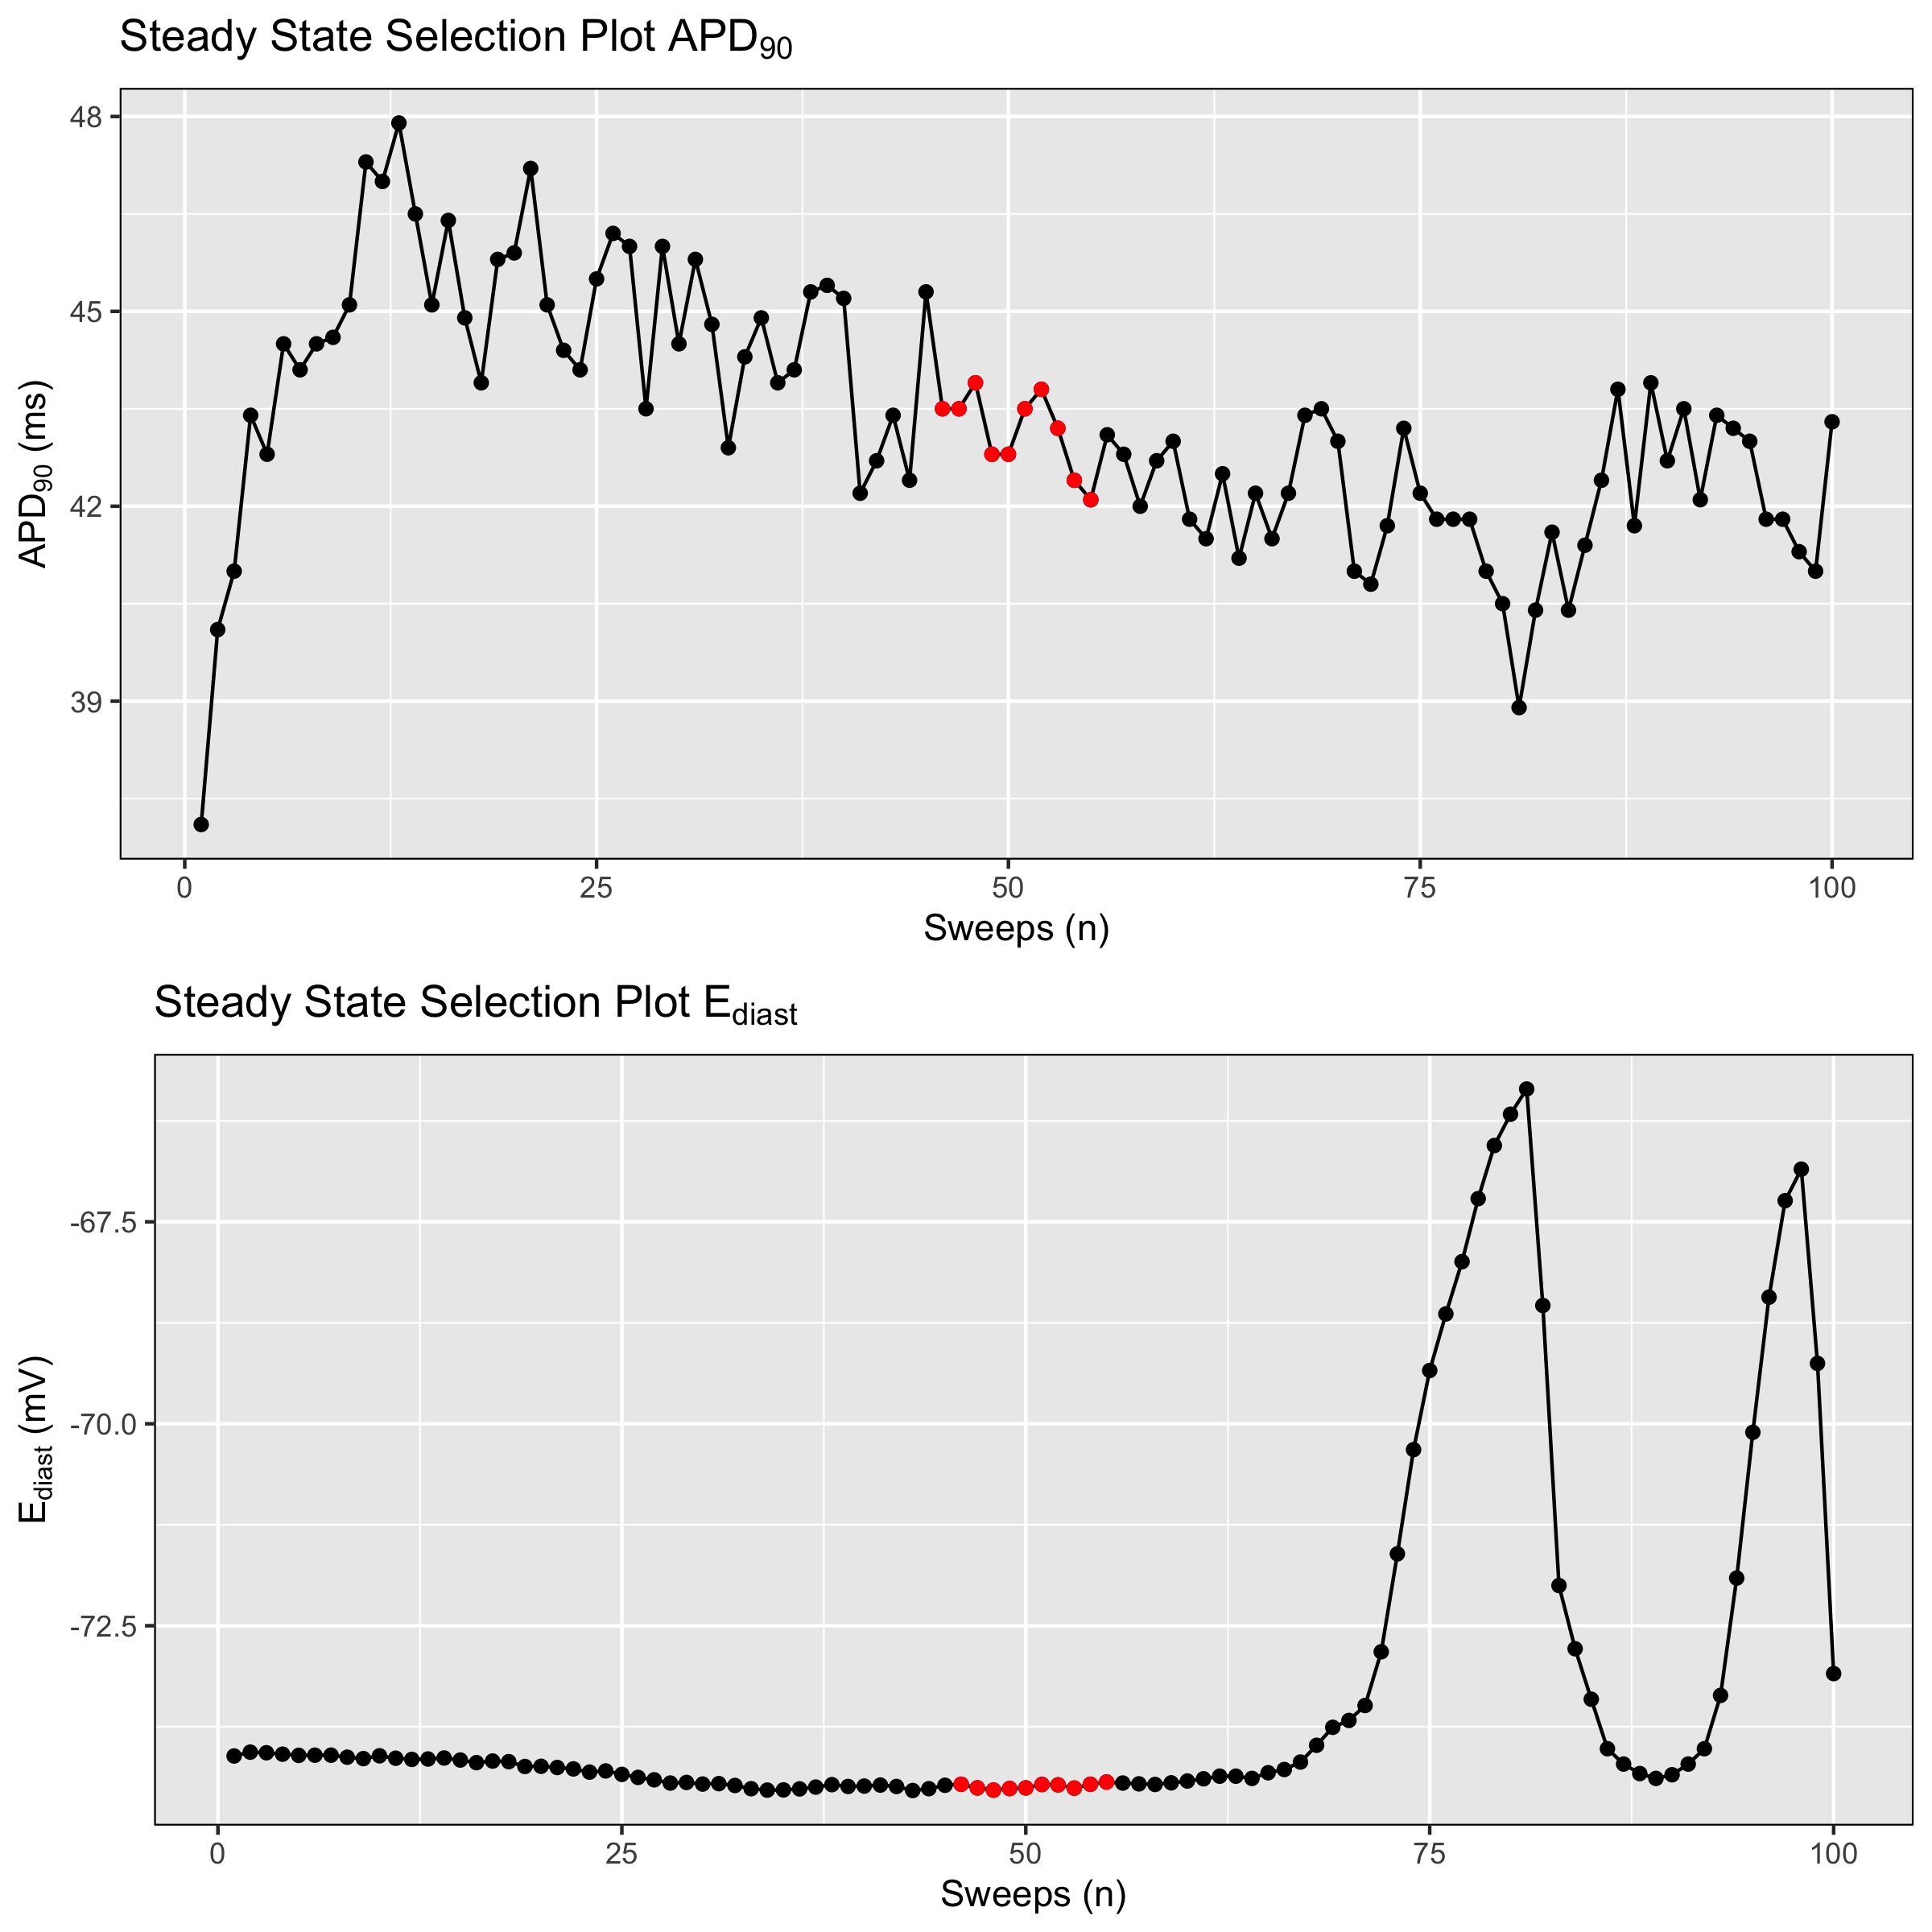 Steady State Selection Plot APD90
48
45
42
39
APD90 (ms)
0 25 50 75 100
Sweeps (n)
Steady State Selection Plot Ediast
-67.5
-70.0
-72.5
Ediast (mV)
0 25 50 75 100
Sweeps (n)